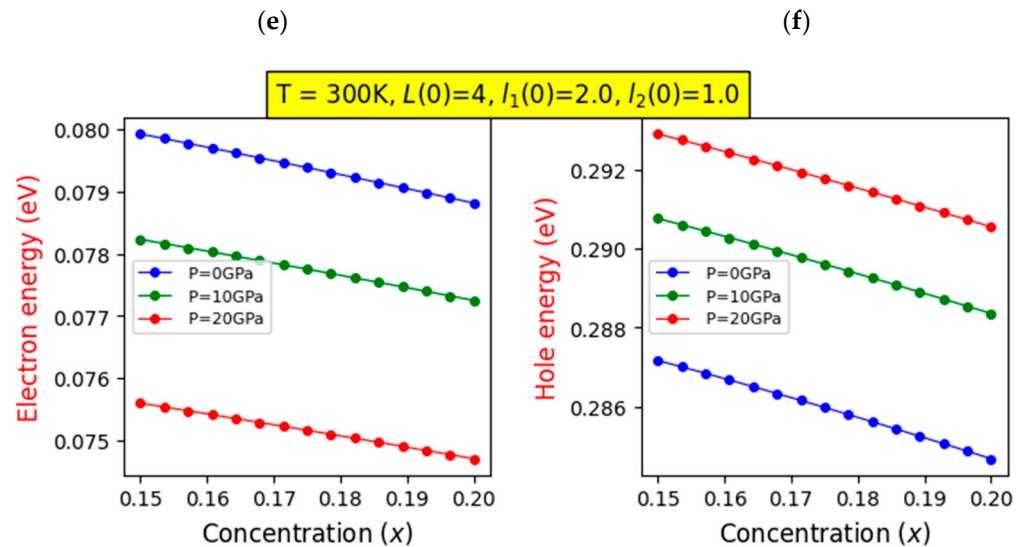 (e) (f)
T = 300K, L(0)=4, l₁(0)=2.0, l₂(0)=1.0
Electron energy (eV)
0.080
0.079
0.078
0.077
0.076
0.075
P=0GPa
P=10GPa
P=20GPa
0.15 0.16 0.17 0.18 0.19 0.20
Concentration (x)
Hole energy (eV)
0.292
0.290
0.288
0.286
P=0GPa
P=10GPa
P=20GPa
0.15 0.16 0.17 0.18 0.19 0.20
Concentration (x)